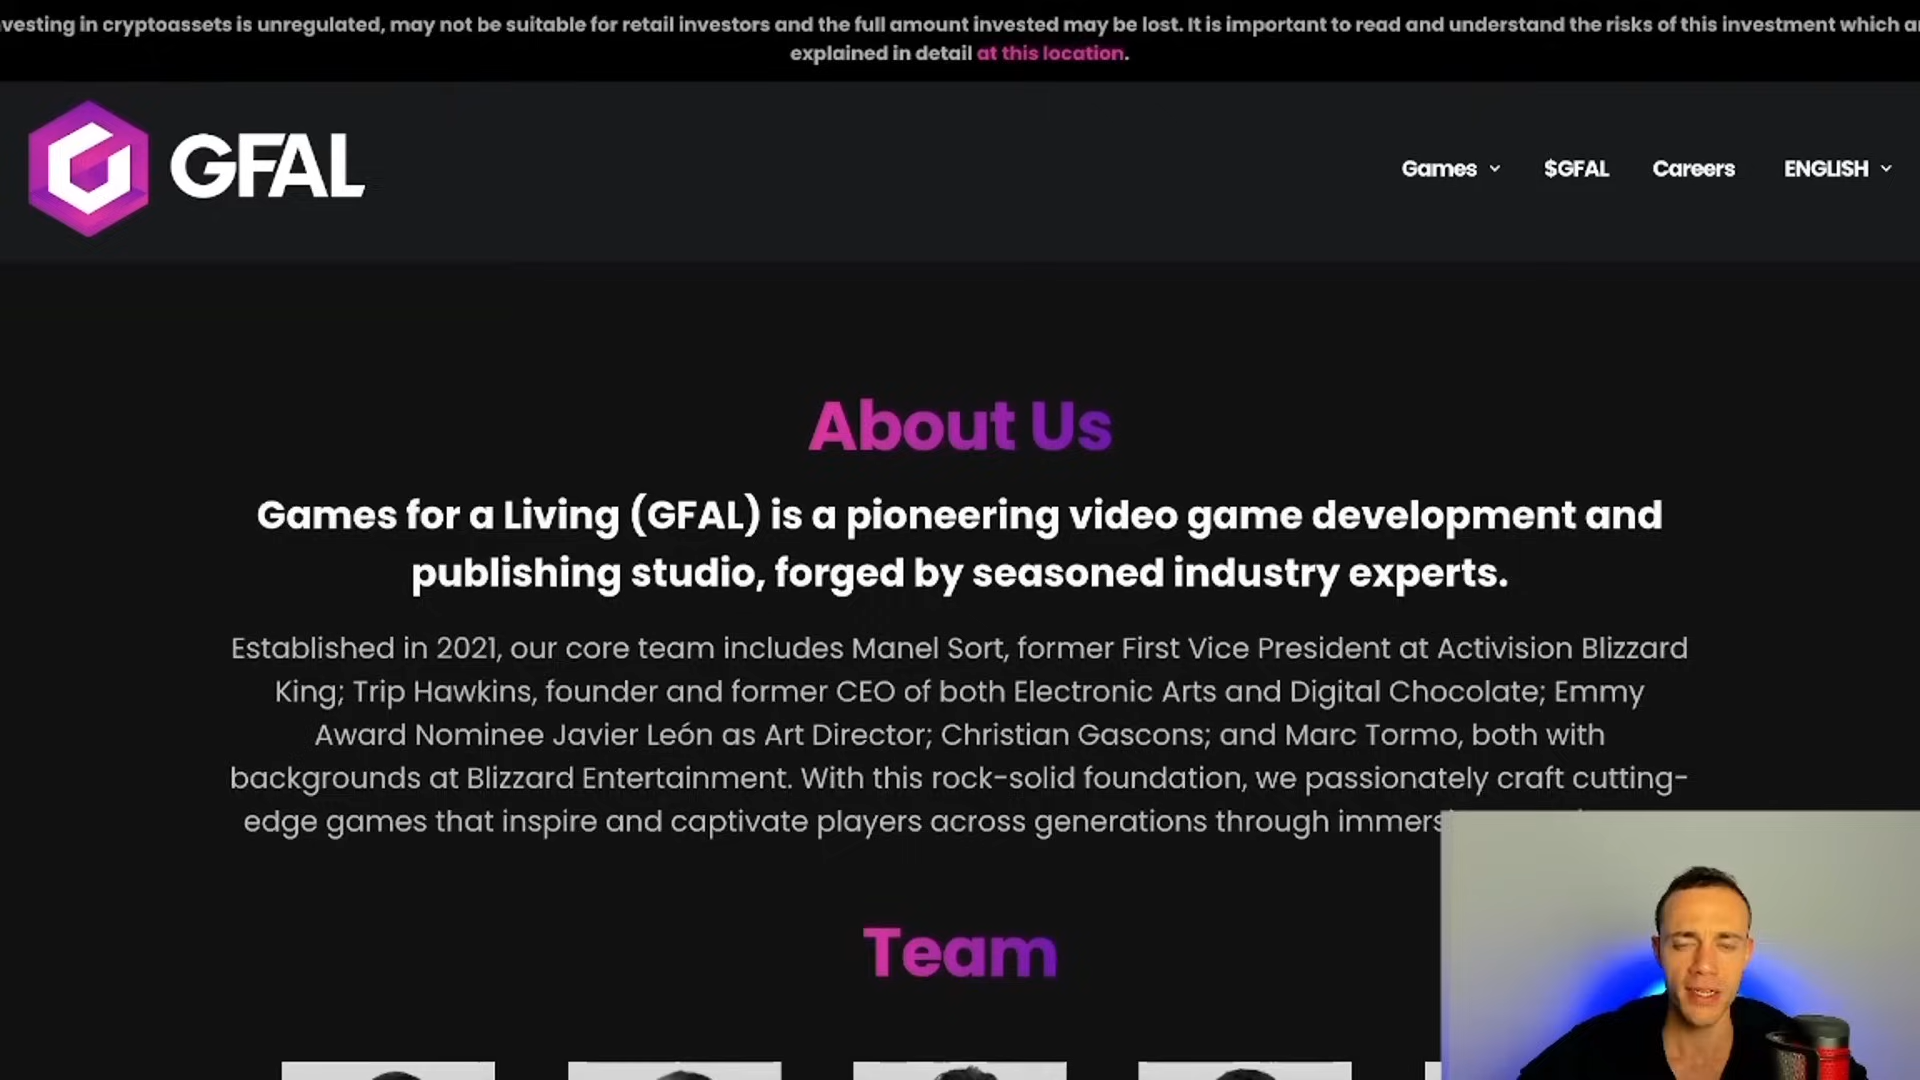 in cryptoassets is unregulated, may not be suitable for retail investors and the full amount invested may be lost. It is important to read and understand the risks of this investment which
explained in detail at this location.
GFAL
Games
$GFAL
Careers
ENGLISH
About Us
Games for a Living (GFAL) is a pioneering video game development and
publishing studio, forged by seasoned industry experts.
Established in 2021, our core team includes Manel Sort, former First Vice President at Activision Blizzard
King; Trip Hawkins, founder and former CEO of both Electronic Arts and Digital Chocolate; Emmy
Award Nominee Javier León as Art Director; Christian Gascons; and Marc Tormo, both with
backgrounds at Blizzard Entertainment. With this rock-solid foundation, we passionately craft cutting-
edge games that inspire and captivate players across generations through
Team